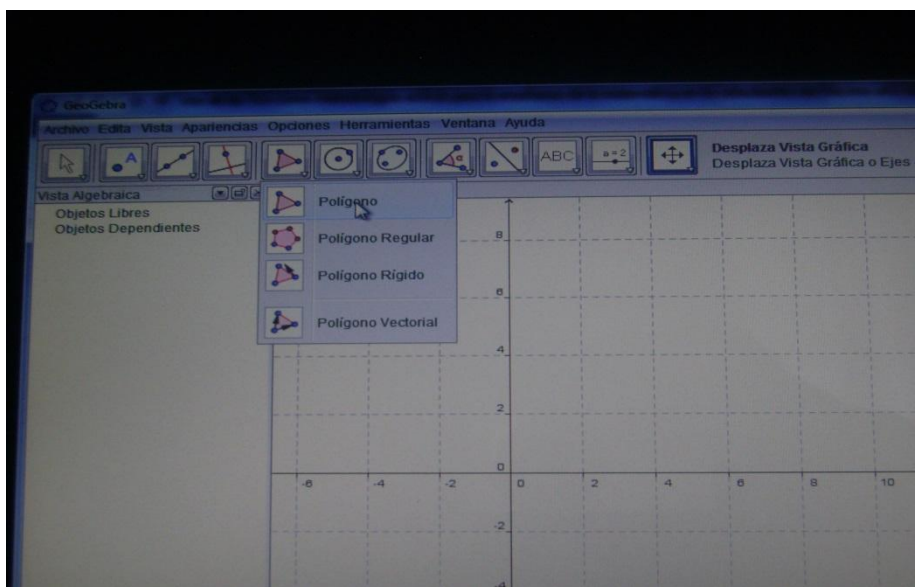 GeoGebra
Archivo Edita Vista Apariencias Opciones Herramientas Ventana Ayuda
A
ABC
a = 2
Desplaza Vista Gráfica
Desplaza Vista Gráfica o Ejes
Vista Algebraica
Objetos Libres
Objetos Dependientes
Polígono
Polígono Regular
Polígono Rígido
Polígono Vectorial
8
6
4
2
0
-6 -4 -2 0 2 4 6 8 10
-2
-4